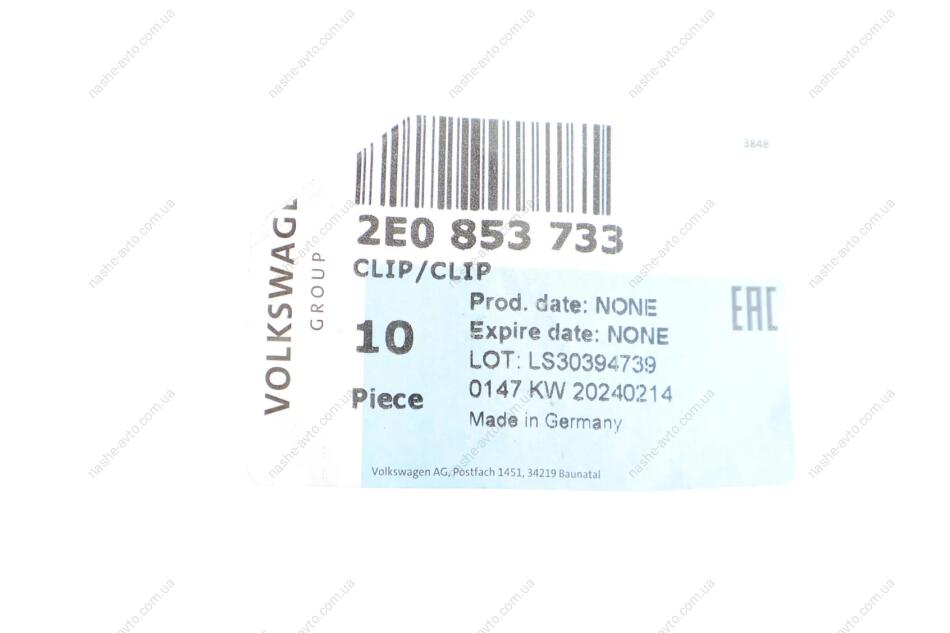 3848
VOLKSWAGE
GROUP
2E0 853 733
CLIP/CLIP
10
Piece
Prod. date: NONE
Expire date: NONE
LOT: LS30394739
0147 KW 20240214
Made in Germany
EAC
Volkswagen AG, Postfach 1451, 34219 Baunatal
nashe-avto.com.ua